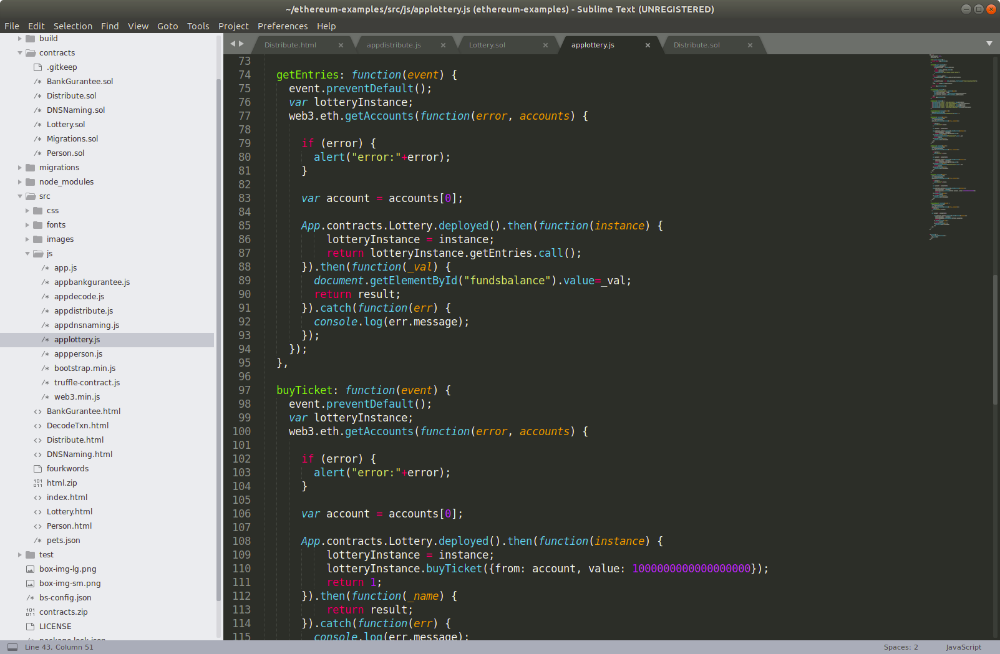 ~/ethereum-examples/src/js/applottery.js (ethereum-examples) - Sublime Text (UNREGISTERED)
File Edit Selection Find View Goto Tools Project Preferences Help
build
contracts
.gitkeep
/* BankGurantee.sol
/* Distribute.sol
/* DNSNaming.sol
/* Lottery.sol
/* Migrations.sol
/* Person.sol
migrations
node_modules
src
css
fonts
images
js
/* app.js
/* appbankgurantee.js
/* appdecode.js
/* appdistribute.js
/* appdnsnaming.js
/* applottery.js
/* appperson.js
/* bootstrap.min.js
/* truffle-contract.js
/* web3.min.js
<> BankGurantee.html
<> DecodeTxn.html
<> Distribute.html
<> DNSNaming.html
fourkwords
html.zip
<> index.html
<> Lottery.html
<> Person.html
/* pets.json
test
box-img-lg.png
box-img-sm.png
/* bs-config.json
contracts.zip
LICENSE
/* package-lock.json
Distribute.html × appdistribute.js × Lottery.sol × applottery.js × Distribute.sol ×
73
74 getEntries: function(event) {
75 event.preventDefault();
76 var lotteryInstance;
77 web3.eth.getAccounts(function(error, accounts) {
78
79 if (error) {
80 alert("error:"+error);
81 }
82
83 var account = accounts[0];
84
85 App.contracts.Lottery.deployed().then(function(instance) {
86 lotteryInstance = instance;
87 return lotteryInstance.getEntries.call();
88 }).then(function(_val) {
89 document.getElementById("fundsbalance").value=_val;
90 return result;
91 }).catch(function(err) {
92 console.log(err.message);
93 });
94 });
95 },
96
97 buyTicket: function(event) {
98 event.preventDefault();
99 var lotteryInstance;
100 web3.eth.getAccounts(function(error, accounts) {
101
102 if (error) {
103 alert("error:"+error);
104 }
105
106 var account = accounts[0];
107
108 App.contracts.Lottery.deployed().then(function(instance) {
109 lotteryInstance = instance;
110 lotteryInstance.buyTicket({from: account, value: 1000000000000000000});
111 return 1;
112 }).then(function(_name) {
113 return result;
114 }).catch(function(err) {
115 console.log(err.message);
Line 43, Column 51
Spaces: 2
JavaScript